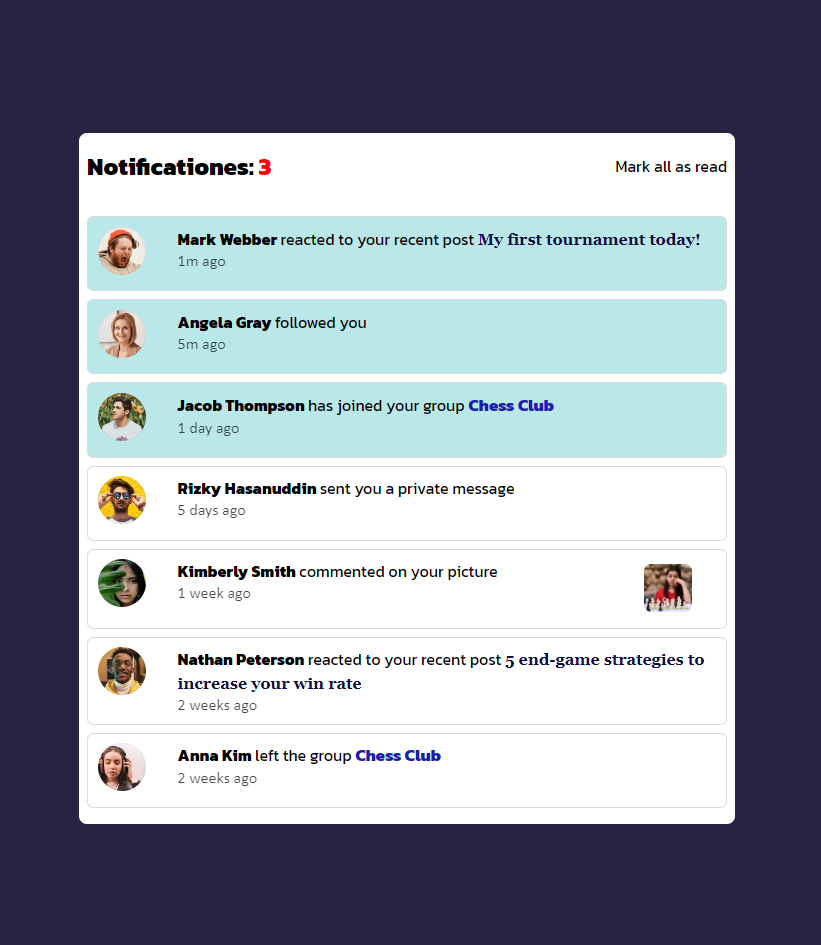 Notificationes: 3
Mark all as read
Mark Webber reacted to your recent post My first tournament today!
1m ago
Angela Gray followed you
5m ago
Jacob Thompson has joined your group Chess Club
1 day ago
Rizky Hasanuddin sent you a private message
5 days ago
Kimberly Smith commented on your picture
1 week ago
Nathan Peterson reacted to your recent post 5 end-game strategies to
increase your win rate
2 weeks ago
Anna Kim left the group Chess Club
2 weeks ago